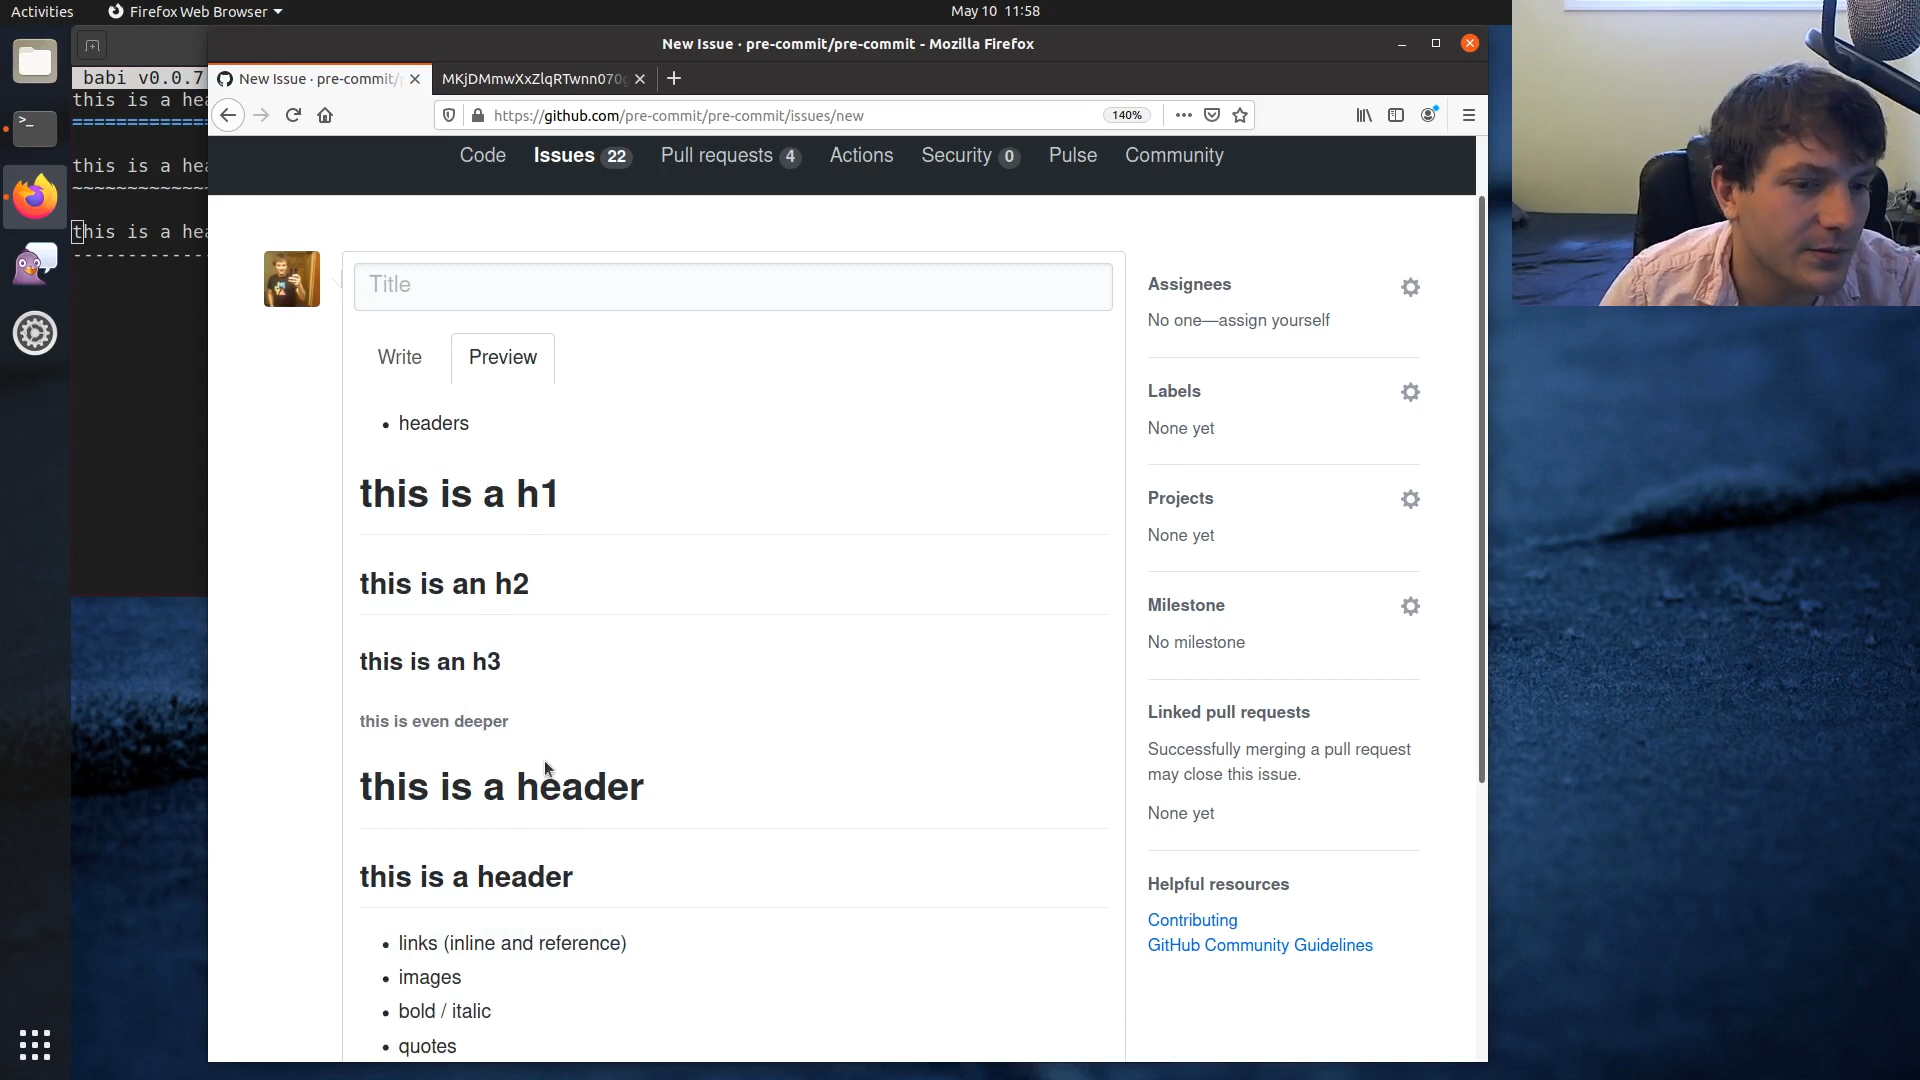 Activities
Firefox Web Browser
May 10 11:58
babi v0.0.7
this is a hea
=============
this is a hea
~~~~~~~~~~~~~
this is a hea
-------------
New Issue · pre-commit/pre-commit - Mozilla Firefox
New Issue · pre-commit/p
MKjDMmwXxZlqRTwnn070
https://github.com/pre-commit/pre-commit/issues/new
140%
Code
Issues 22
Pull requests 4
Actions
Security 0
Pulse
Community
Title
Write
Preview
• headers
this is a h1
this is an h2
this is an h3
this is even deeper
this is a header
this is a header
• links (inline and reference)
• images
• bold / italic
• quotes
Assignees
No one—assign yourself
Labels
None yet
Projects
None yet
Milestone
No milestone
Linked pull requests
Successfully merging a pull request
may close this issue.
None yet
Helpful resources
Contributing
GitHub Community Guidelines